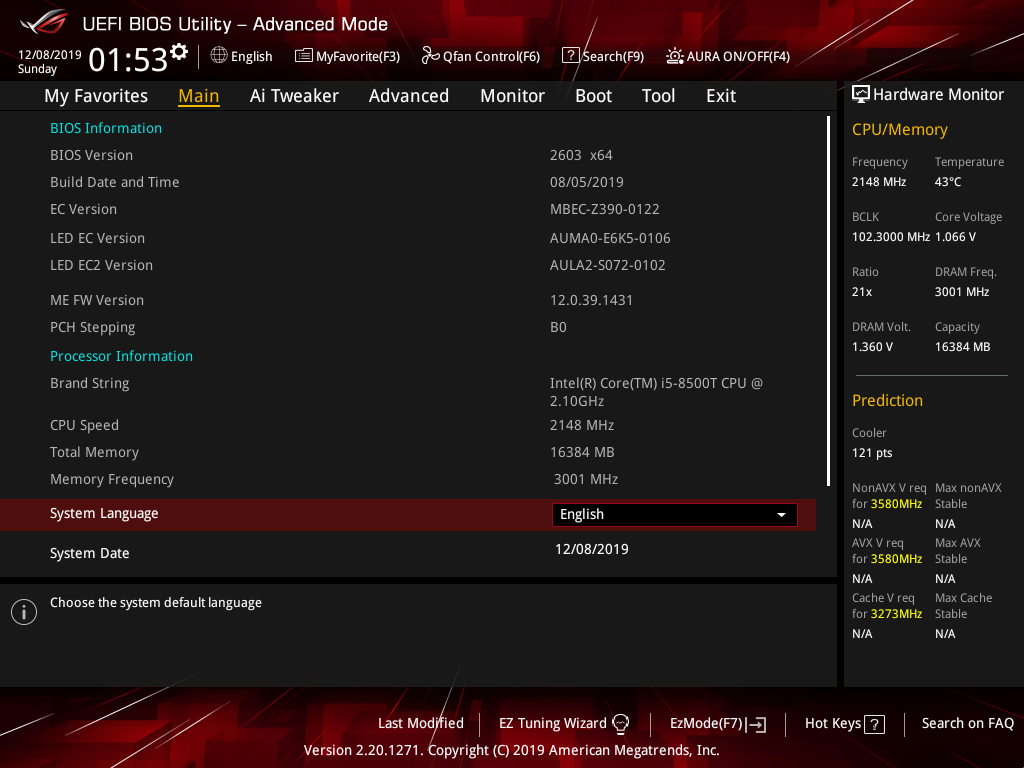 UEFI BIOS Utility – Advanced Mode
12/08/2019
Sunday
01:53
English
MyFavorite(F3)
Qfan Control(F6)
? Search(F9)
AURA ON/OFF(F4)
My Favorites Main Ai Tweaker Advanced Monitor Boot Tool Exit
BIOS Information
BIOS Version 2603 x64
Build Date and Time 08/05/2019
EC Version MBEC-Z390-0122
LED EC Version AUMA0-E6K5-0106
LED EC2 Version AULA2-S072-0102
ME FW Version 12.0.39.1431
PCH Stepping B0
Processor Information
Brand String Intel(R) Core(TM) i5-8500T CPU @
2.10GHz
CPU Speed 2148 MHz
Total Memory 16384 MB
Memory Frequency 3001 MHz
System Language English
System Date 12/08/2019
i Choose the system default language
Hardware Monitor
CPU/Memory
Frequency Temperature
2148 MHz 43°C
BCLK Core Voltage
102.3000 MHz 1.066 V
Ratio DRAM Freq.
21x 3001 MHz
DRAM Volt. Capacity
1.360 V 16384 MB
Prediction
Cooler
121 pts
NonAVX V req Max nonAVX
for 3580MHz Stable
N/A N/A
AVX V req Max AVX
for 3580MHz Stable
N/A N/A
Cache V req Max Cache
for 3273MHz Stable
N/A N/A
Last Modified EZ Tuning Wizard EzMode(F7) Hot Keys ? Search on FAQ
Version 2.20.1271. Copyright (C) 2019 American Megatrends, Inc.